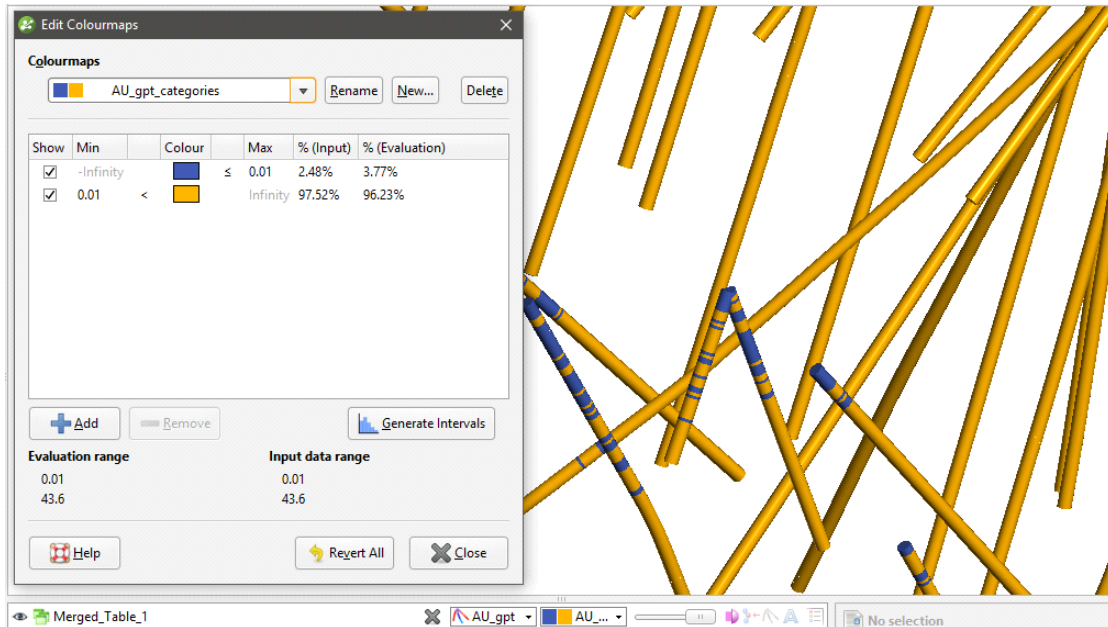 Edit Colourmaps
Colourmaps
AU_gpt_categories
Rename
New...
Delete
Show Min Colour Max % (Input) % (Evaluation)
-Infinity ≤ 0.01 2.48% 3.77%
0.01 < Infinity 97.52% 96.23%
Add
Remove
Generate Intervals
Evaluation range Input data range
0.01 0.01
43.6 43.6
Help
Revert All
Close
Merged_Table_1 AU_gpt AU_... A No selection